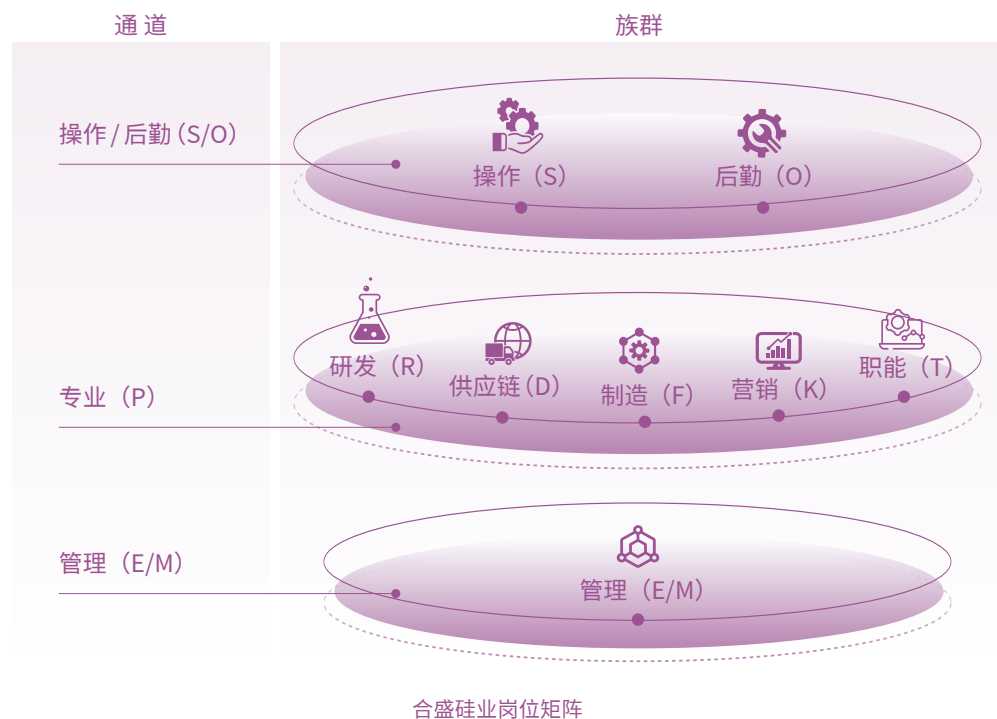 通 道
族群
操作 / 后勤（S/O）
操作（S）
后勤（O）
研发（R）
供应链（D）
制造（F）
营销（K）
职能（T）
专业（P）
管理（E/M）
管理（E/M）
合盛硅业岗位矩阵